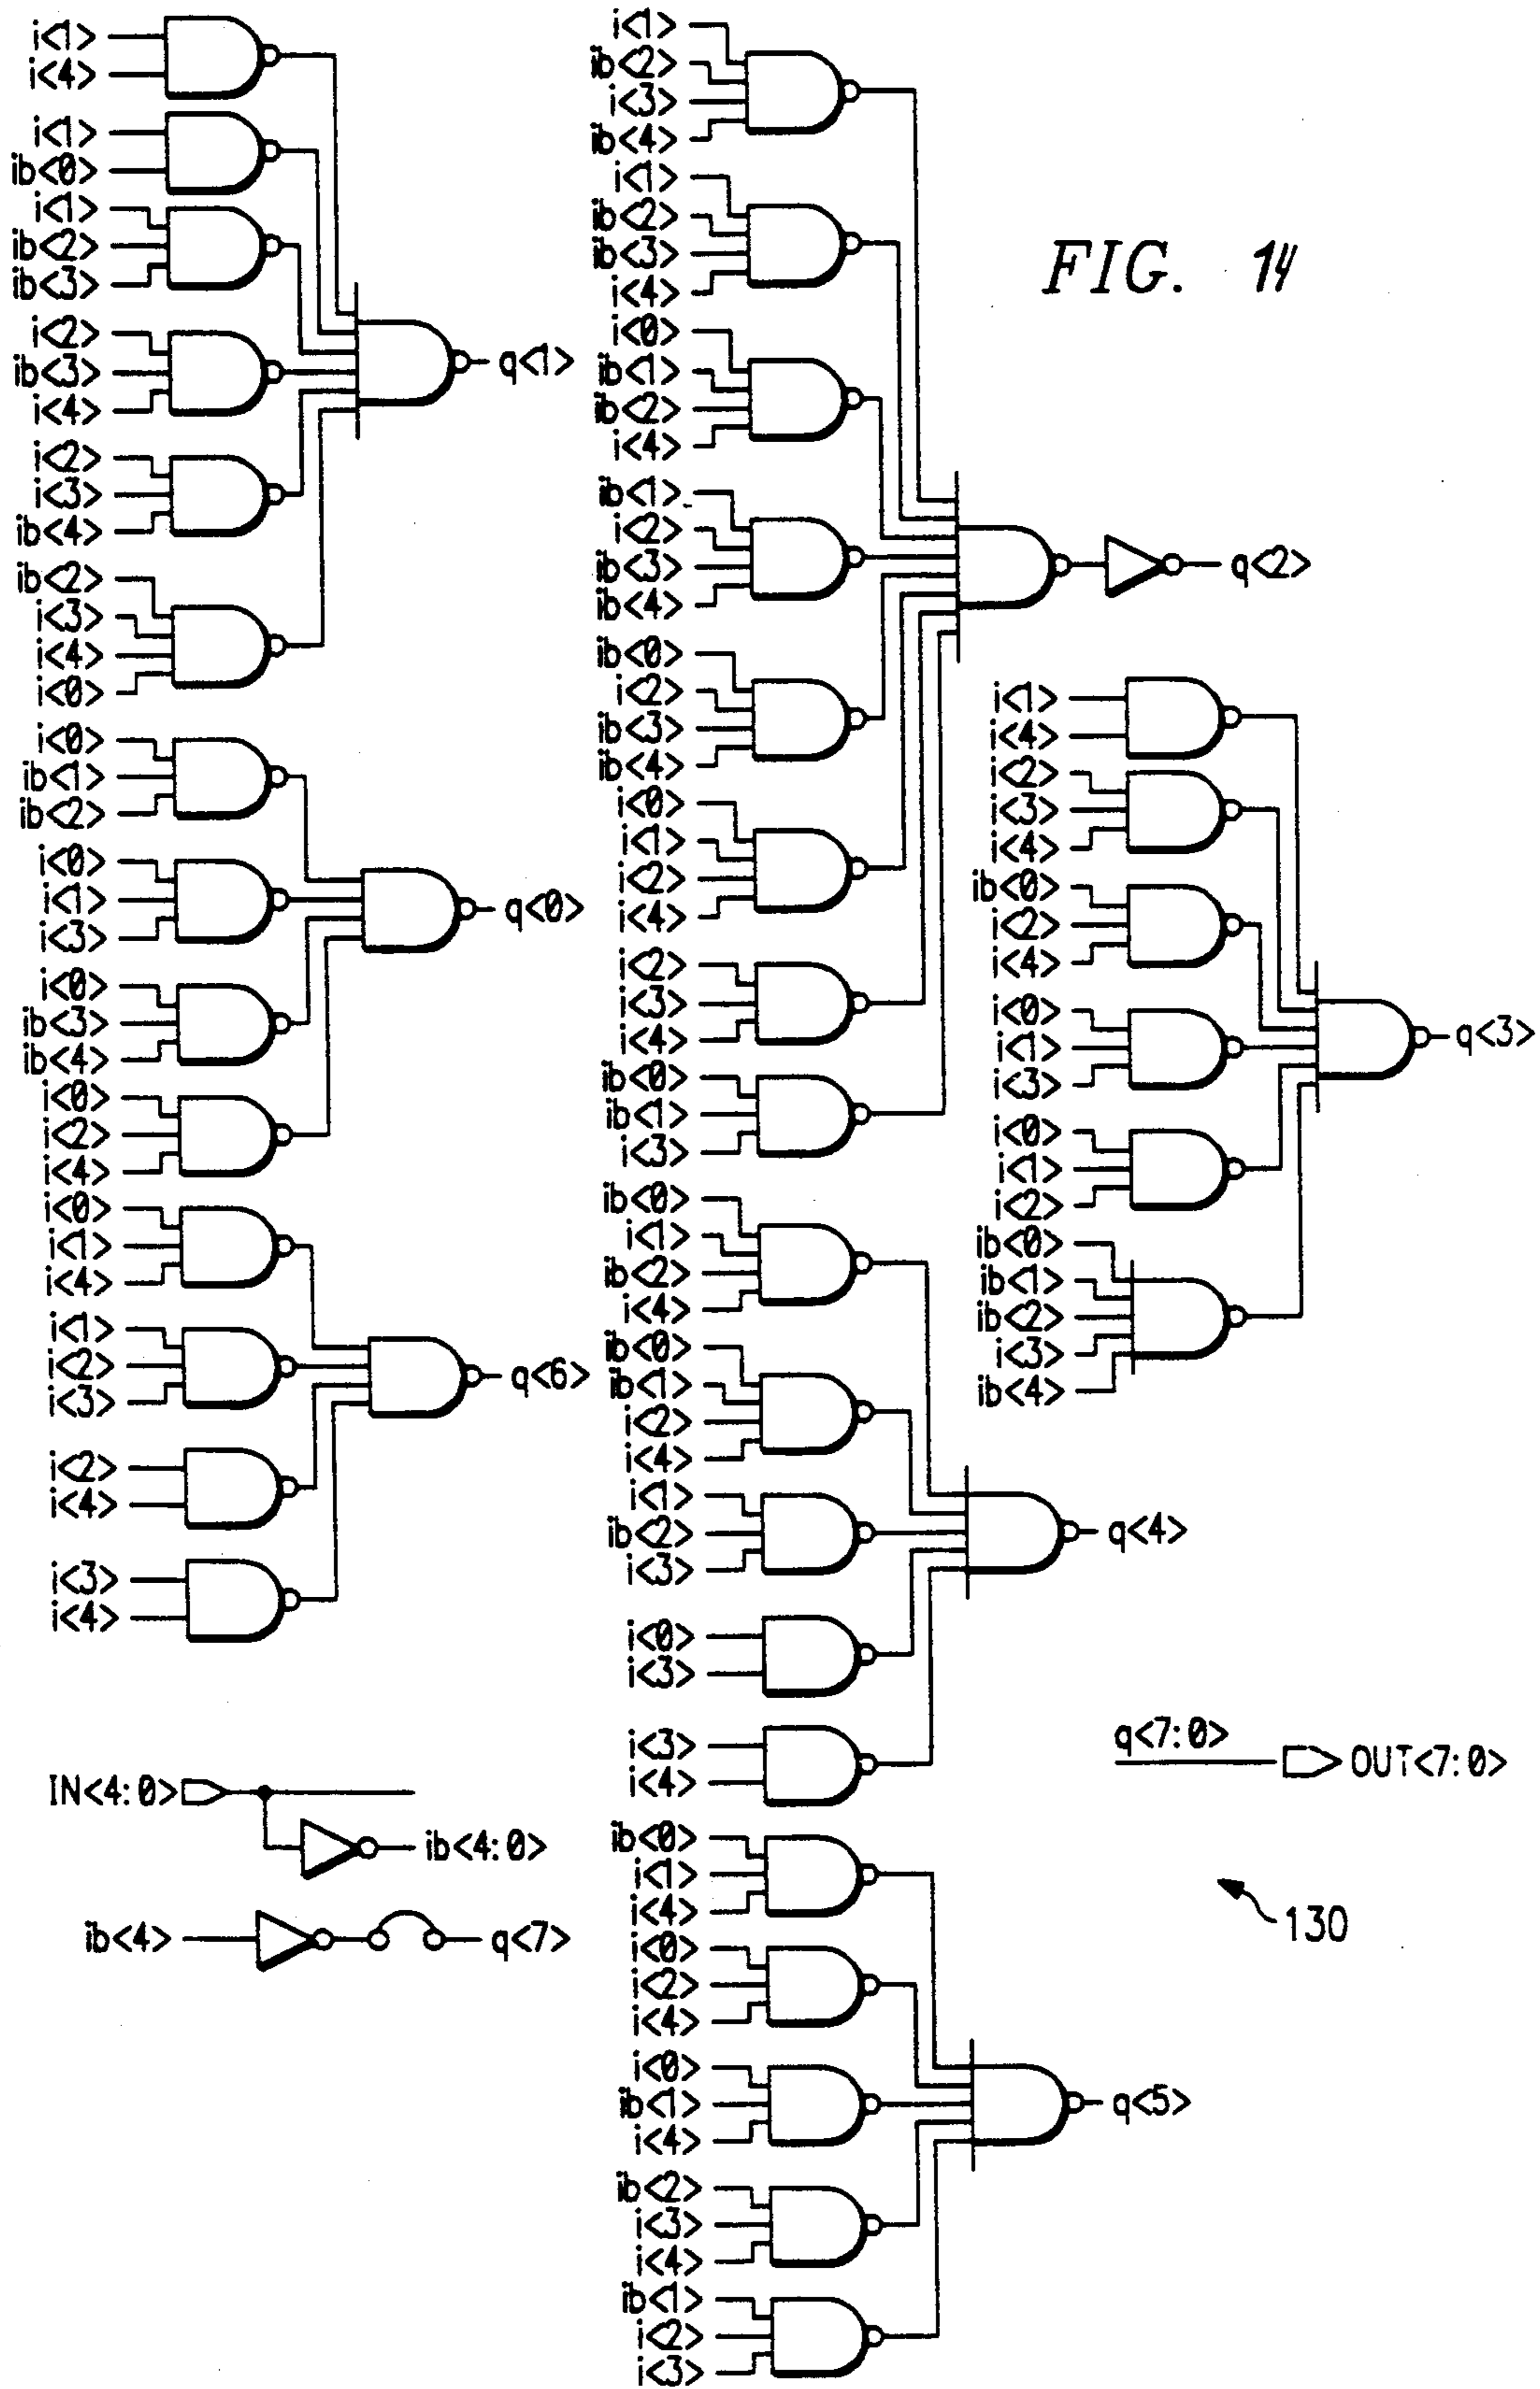 i<1>
i<4>
i<1>
ib<0>
i<1>
ib<2>
ib<3>
i<2>
ib<3>
i<4>
i<2>
i<3>
ib<4>
ib<2>
i<3>
i<4>
i<0>
q<1>
i<0>
ib<1>
ib<2>
i<0>
i<1>
i<3>
i<0>
ib<3>
ib<4>
i<0>
i<2>
i<4>
q<0>
i<0>
i<1>
i<4>
i<1>
i<2>
i<3>
i<2>
i<4>
i<3>
i<4>
q<6>
IN<4:0>
ib<4:0>
ib<4>
q<7>
i<1>
ib<2>
i<3>
ib<4>
i<1>
ib<2>
ib<3>
i<4>
i<0>
ib<1>
ib<2>
i<4>
ib<1>
i<2>
ib<3>
ib<4>
ib<0>
i<2>
ib<3>
ib<4>
i<0>
i<1>
i<2>
i<4>
i<2>
i<3>
i<4>
ib<0>
ib<1>
i<3>
q<2>
ib<0>
i<1>
ib<2>
i<4>
ib<0>
ib<1>
i<2>
i<4>
i<1>
ib<2>
i<3>
i<0>
i<3>
i<3>
i<4>
q<4>
ib<0>
i<1>
i<4>
i<0>
i<2>
i<4>
i<0>
ib<1>
i<4>
ib<2>
i<3>
i<4>
ib<1>
i<2>
i<3>
q<5>
FIG. 14
i<1>
i<4>
i<2>
i<3>
i<4>
ib<0>
i<2>
i<4>
i<0>
i<1>
i<3>
i<0>
i<1>
i<2>
ib<0>
ib<1>
ib<2>
i<3>
ib<4>
q<3>
q<7:0>
OUT<7:0>
130